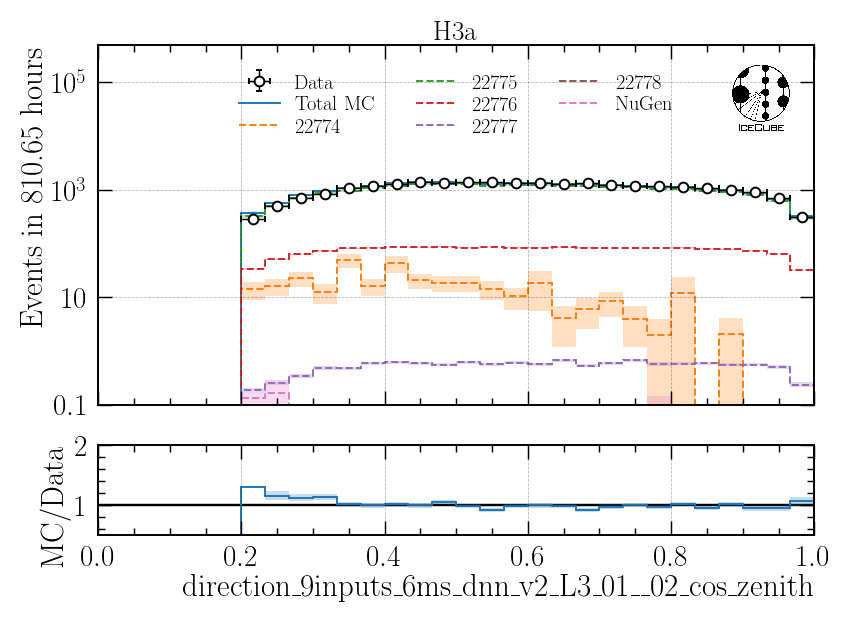 H3a
Events in 810.65 hours
10^5
10^3
10
0.1
Data
Total MC
22774
22775
22776
22777
22778
NuGen
ICECUBE
MC/Data
2
1
0.0 0.2 0.4 0.6 0.8 1.0
direction_9inputs_6ms_dnn_v2_L3_01__02_cos_zenith